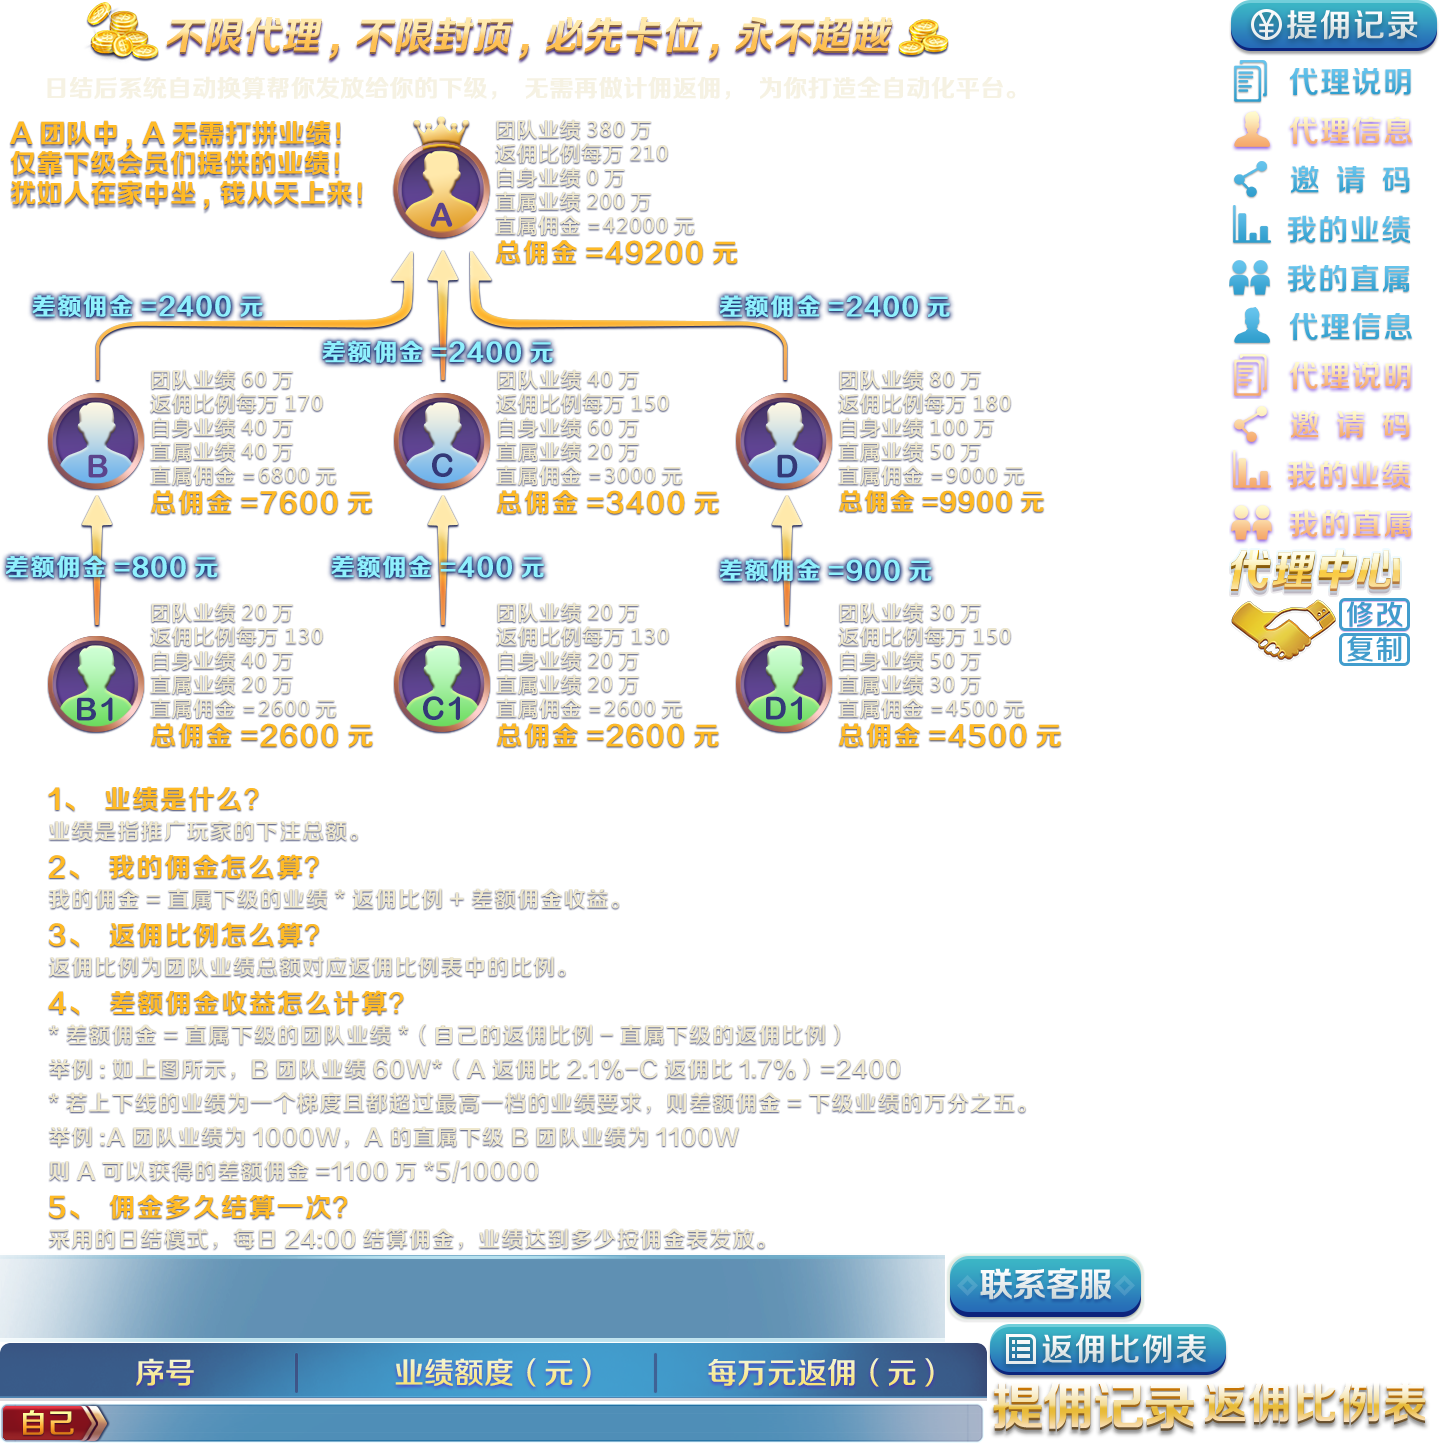 不限代理，不限封顶，必先卡位，永不超越
日结后系统自动换算帮你发放给你的下级， 无需再做计佣返佣， 为你打造全自动化平台。
A 团队中，A 无需打拼业绩！
仅靠下级会员们提供的业绩！
犹如人在家中坐，钱从天上来！
A
团队业绩 380 万
返佣比例每万 210
自身业绩 0 万
直属业绩 200 万
直属佣金 =42000 元
总佣金 =49200 元
差额佣金 =2400 元
差额佣金 =2400 元
差额佣金 =2400 元
B
团队业绩 60 万
返佣比例每万 170
自身业绩 40 万
直属业绩 40 万
直属佣金 =6800 元
总佣金 =7600 元
C
团队业绩 40 万
返佣比例每万 150
自身业绩 60 万
直属业绩 20 万
直属佣金 =3000 元
总佣金 =3400 元
D
团队业绩 80 万
返佣比例每万 180
自身业绩 100 万
直属业绩 50 万
直属佣金 =9000 元
总佣金 =9900 元
差额佣金 =800 元
差额佣金 =400 元
差额佣金 =900 元
B1
团队业绩 20 万
返佣比例每万 130
自身业绩 40 万
直属业绩 20 万
直属佣金 =2600 元
总佣金 =2600 元
C1
团队业绩 20 万
返佣比例每万 130
自身业绩 20 万
直属业绩 20 万
直属佣金 =2600 元
总佣金 =2600 元
D1
团队业绩 30 万
返佣比例每万 150
自身业绩 50 万
直属业绩 30 万
直属佣金 =4500 元
总佣金 =4500 元
1、 业绩是什么？
业绩是指推广玩家的下注总额。
2、 我的佣金怎么算？
我的佣金 = 直属下级的业绩 * 返佣比例 + 差额佣金收益。
3、 返佣比例怎么算？
返佣比例为团队业绩总额对应返佣比例表中的比例。
4、 差额佣金收益怎么计算？
* 差额佣金 = 直属下级的团队业绩 *（自己的返佣比例 – 直属下级的返佣比例）
举例：如上图所示，B 团队业绩 60W*（A 返佣比 2.1%-C 返佣比 1.7%）=2400
* 若上下线的业绩为一个梯度且都超过最高一档的业绩要求，则差额佣金 = 下级业绩的万分之五。
举例 :A 团队业绩为 1000W，A 的直属下级 B 团队业绩为 1100W
则 A 可以获得的差额佣金 =1100 万 *5/10000
5、 佣金多久结算一次？
采用的日结模式，每日 24:00 结算佣金，业绩达到多少按佣金表发放。
序号 业绩额度（元） 每万元返佣（元）
自己
¥提佣记录
代理说明
代理信息
邀 请 码
我的业绩
我的直属
代理信息
代理说明
邀 请 码
我的业绩
我的直属
代理中心
修改
复制
联系客服
返佣比例表
提佣记录 返佣比例表